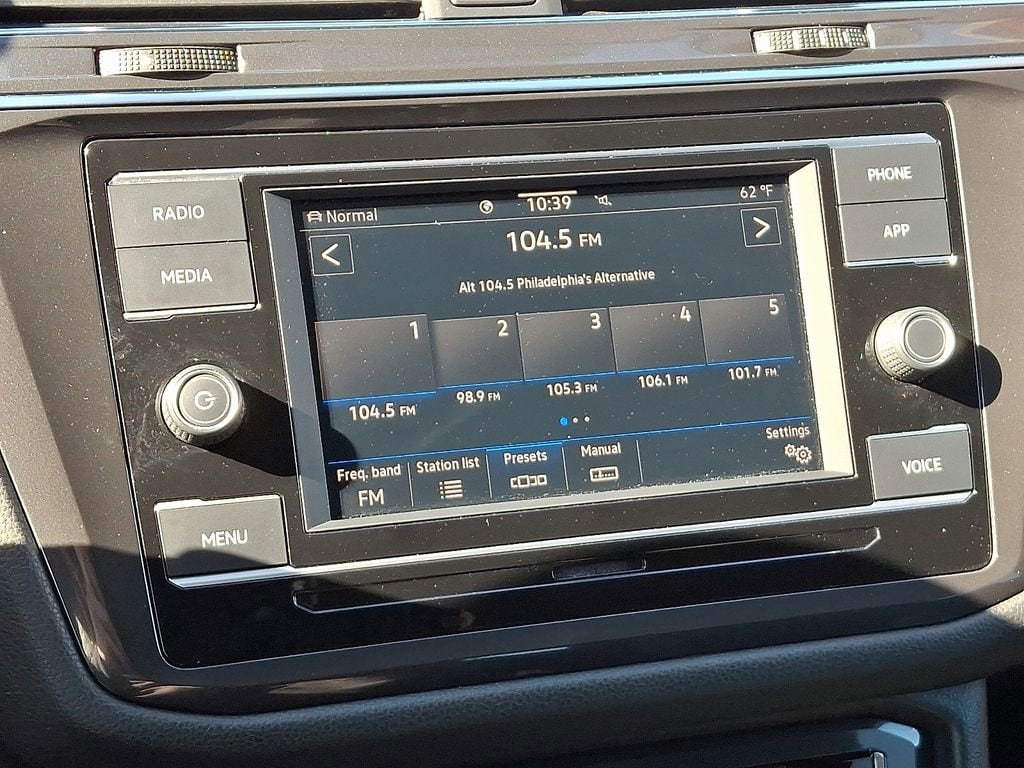 RADIO
MEDIA
MENU
PHONE
APP
VOICE
Normal
10:39
62 °F
<
104.5 FM
>
Alt 104.5 Philadelphia's Alternative
1
2
3
4
5
104.5 FM
98.9 FM
105.3 FM
106.1 FM
101.7 FM
Freq. band
FM
Station list
Presets
Manual
Settings